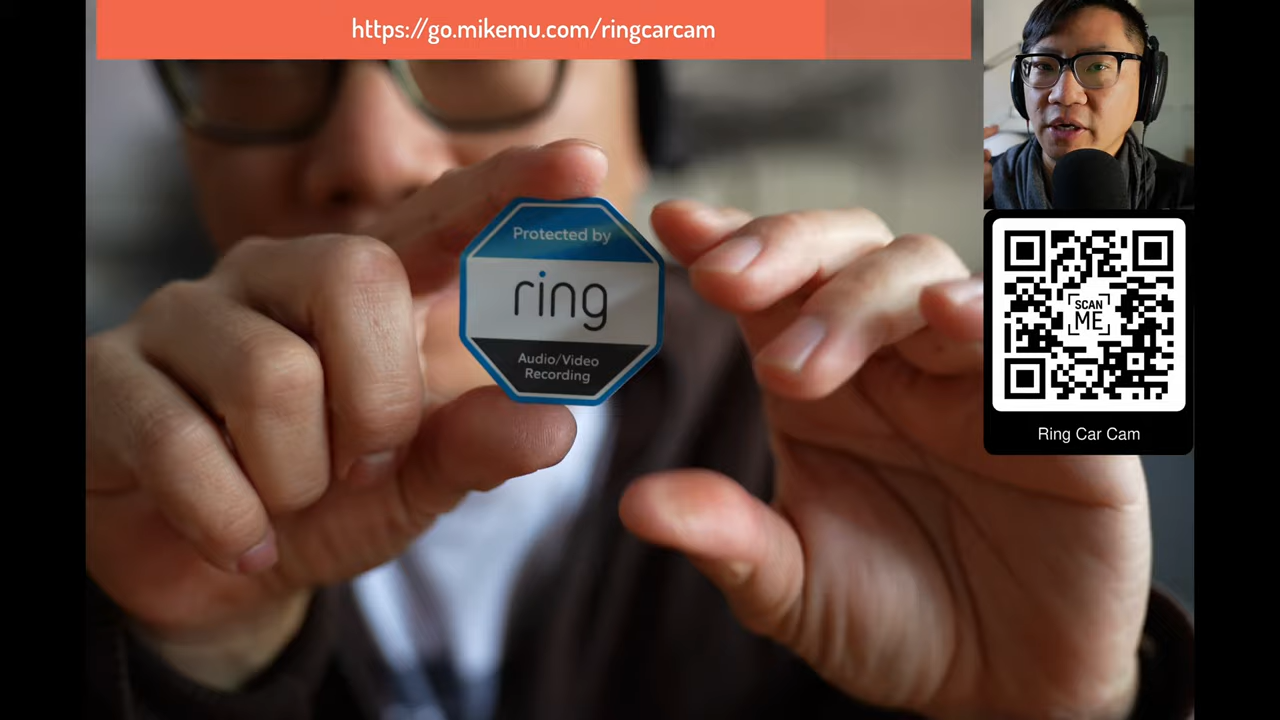 https://go.mikemu.com/ringcarcam
Protected by
ring
Audio/Video
Recording
SCAN
ME
Ring Car Cam